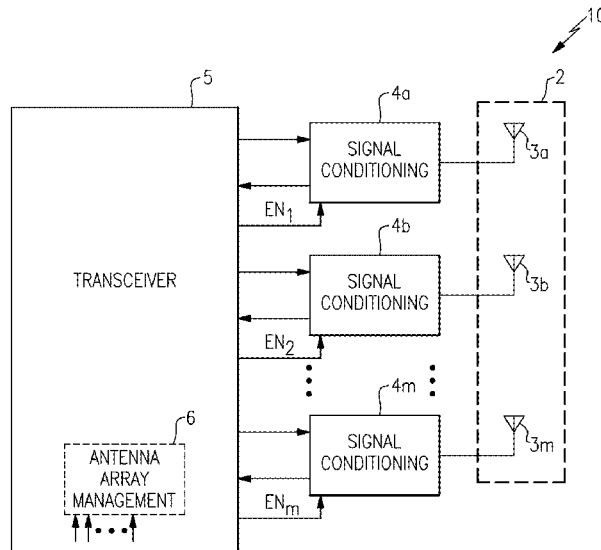 10
5
2
4a
SIGNAL
CONDITIONING
3a
EN1
4b
SIGNAL
CONDITIONING
3b
TRANSCEIVER
EN2
4m
6
SIGNAL
CONDITIONING
3m
ANTENNA
ARRAY
MANAGEMENT
ENm